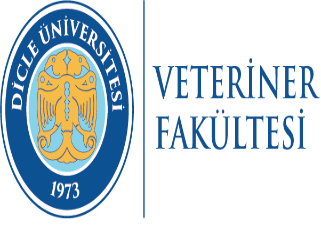 DİCLE ÜNİVERSİTESİ
1973
VETERİNER
FAKÜLTESİ